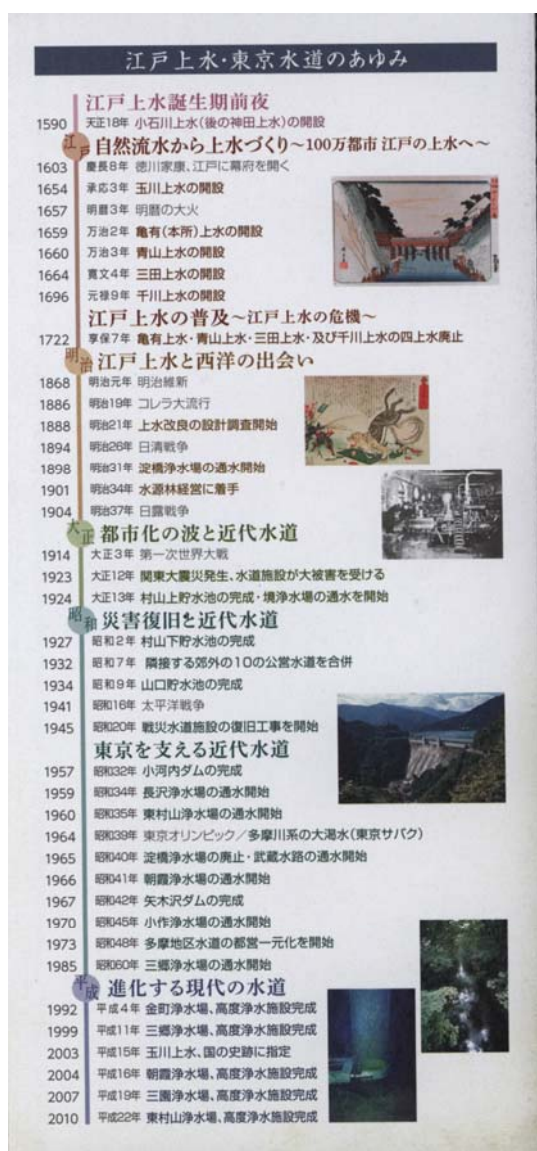 江戸上水・東京水道のあゆみ
江戸上水誕生期前夜
1590 天正18年 小石川上水(後の神田上水)の開設
江戸 自然流水から上水づくり〜100万都市 江戸の上水へ〜
1603 慶長8年 徳川家康、江戸に幕府を開く
1654 承応3年 玉川上水の開設
1657 明暦3年 明暦の大火
1659 万治2年 亀有(本所)上水の開設
1660 万治3年 青山上水の開設
1664 寛文4年 三田上水の開設
1696 元禄9年 千川上水の開設
江戸上水の普及〜江戸上水の危機〜
1722 享保7年 亀有上水・青山上水・三田上水・及び千川上水の四上水廃止
明治 江戸上水と西洋の出会い
1868 明治元年 明治維新
1886 明治19年 コレラ大流行
1888 明治21年 上水改良の設計調査開始
1894 明治26年 日清戦争
1898 明治31年 淀橋浄水場の通水開始
1901 明治34年 水源林経営に着手
1904 明治37年 日露戦争
大正 都市化の波と近代水道
1914 大正3年 第一次世界大戦
1923 大正12年 関東大震災発生、水道施設が大被害を受ける
1924 大正13年 村山上貯水池の完成・境浄水場の通水を開始
昭和 災害復旧と近代水道
1927 昭和2年 村山下貯水池の完成
1932 昭和7年 隣接する郊外の10の公営水道を合併
1934 昭和9年 山口貯水池の完成
1941 昭和16年 太平洋戦争
1945 昭和20年 戦災水道施設の復旧工事を開始
東京を支える近代水道
1957 昭和32年 小河内ダムの完成
1959 昭和34年 長沢浄水場の通水開始
1960 昭和35年 東村山浄水場の通水開始
1964 昭和39年 東京オリンピック/多摩川系の大渇水(東京サバク)
1965 昭和40年 淀橋浄水場の廃止・武蔵水路の通水開始
1966 昭和41年 朝霞浄水場の通水開始
1967 昭和42年 矢木沢ダムの完成
1970 昭和45年 小作浄水場の通水開始
1973 昭和48年 多摩地区水道の都営一元化を開始
1985 昭和60年 三郷浄水場の通水開始
平成 進化する現代の水道
1992 平成4年 金町浄水場、高度浄水施設完成
1999 平成11年 三郷浄水場、高度浄水施設完成
2003 平成15年 玉川上水、国の史跡に指定
2004 平成16年 朝霞浄水場、高度浄水施設完成
2007 平成19年 三園浄水場、高度浄水施設完成
2010 平成22年 東村山浄水場、高度浄水施設完成